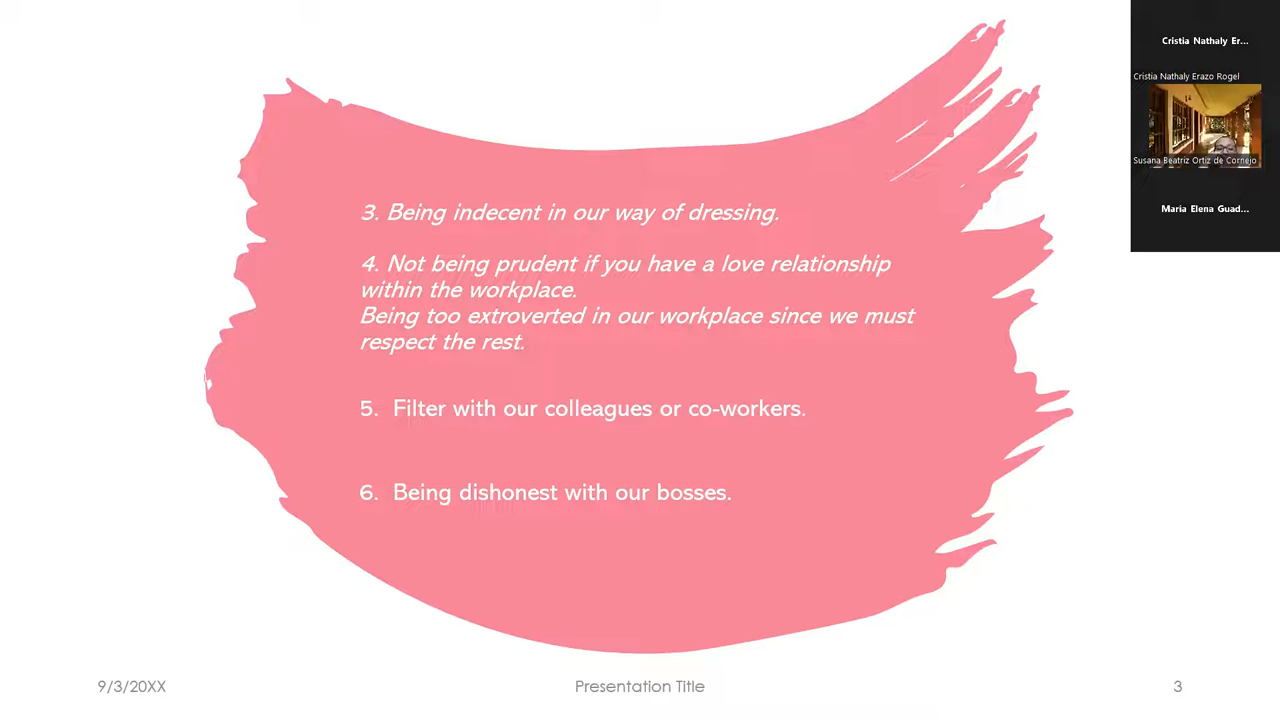 3. Being indecent in our way of dressing.
4. Not being prudent if you have a love relationship
within the workplace.
Being too extroverted in our workplace since we must
respect the rest.
5. Filter with our colleagues or co-workers.
6. Being dishonest with our bosses.
9/3/20XX
Presentation Title
3
Cristia Nathaly Er...
Cristia Nathaly Erazo Rogel
Susana Beatriz Ortiz de Cornejo
Maria Elena Guad...